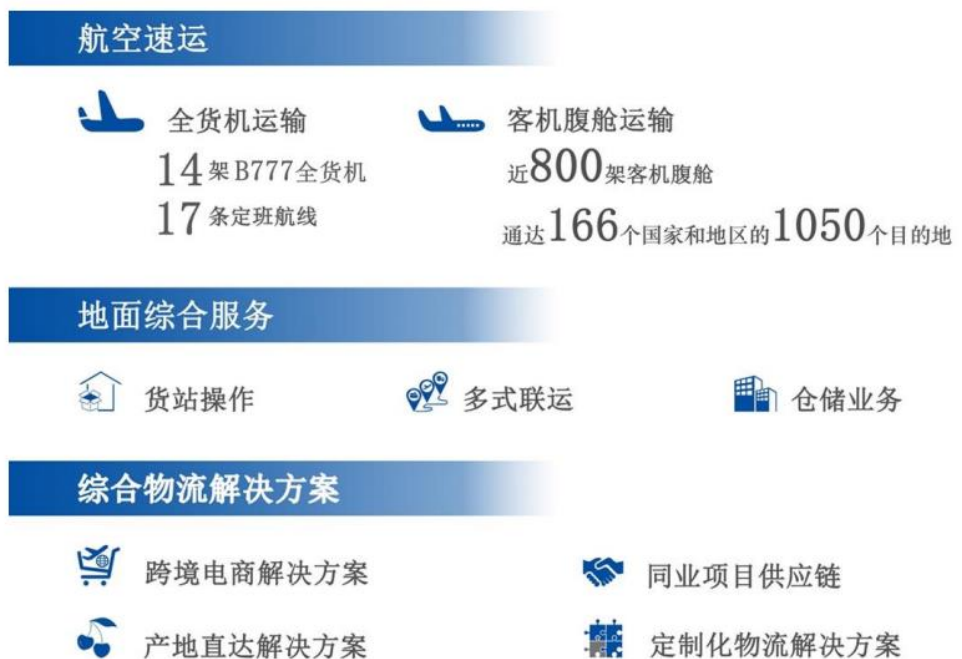 航空速运
全货机运输
14架B777全货机
17条定班航线
客机腹舱运输
近800架客机腹舱
通达166个国家和地区的1050个目的地
地面综合服务
货站操作
多式联运
仓储业务
综合物流解决方案
跨境电商解决方案
同业项目供应链
产地直达解决方案
定制化物流解决方案